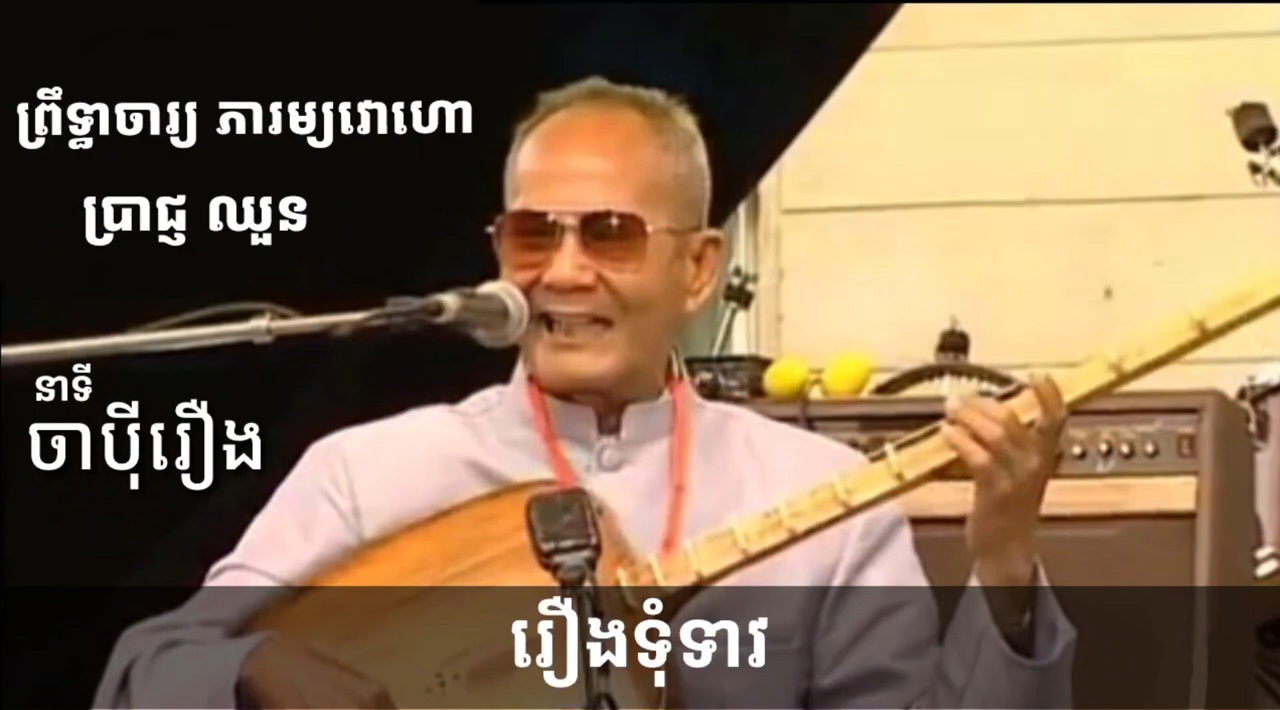 ព្រឹទ្ធាចារ្យ ភារម្យវោហោ
ប្រាជ្ញ ឈួន
នាទី
ចាប៉ីរឿង
រឿងទុំទាវ